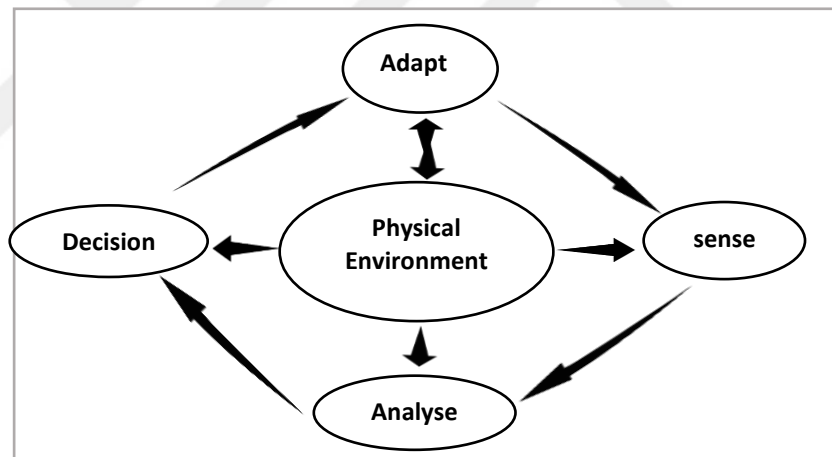 Adapt
Decision
Physical
Environment
sense
Analyse